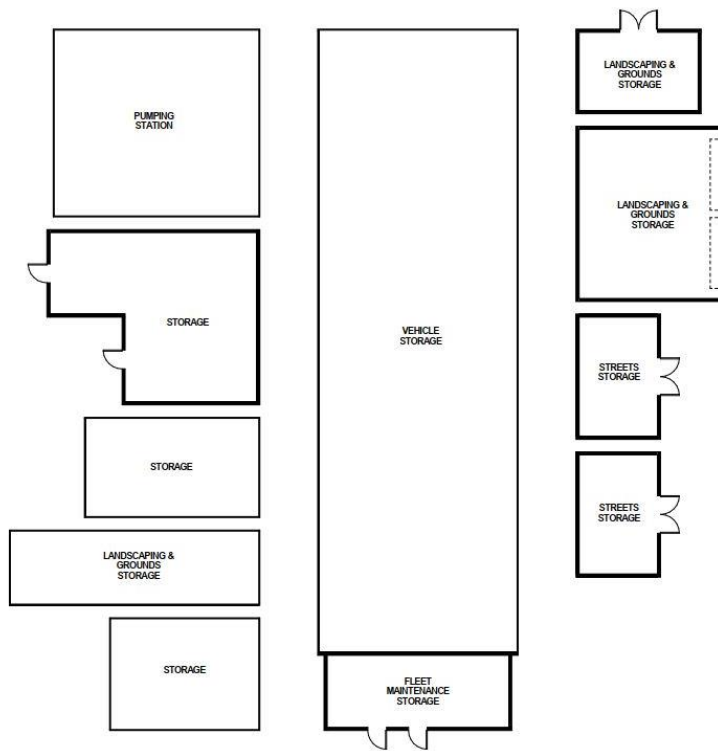 PUMPING
STATION
STORAGE
STORAGE
LANDSCAPING &
GROUNDS
STORAGE
STORAGE
VEHICLE
STORAGE
FLEET
MAINTENANCE
STORAGE
LANDSCAPING &
GROUNDS
STORAGE
LANDSCAPING &
GROUNDS
STORAGE
STREETS
STORAGE
STREETS
STORAGE